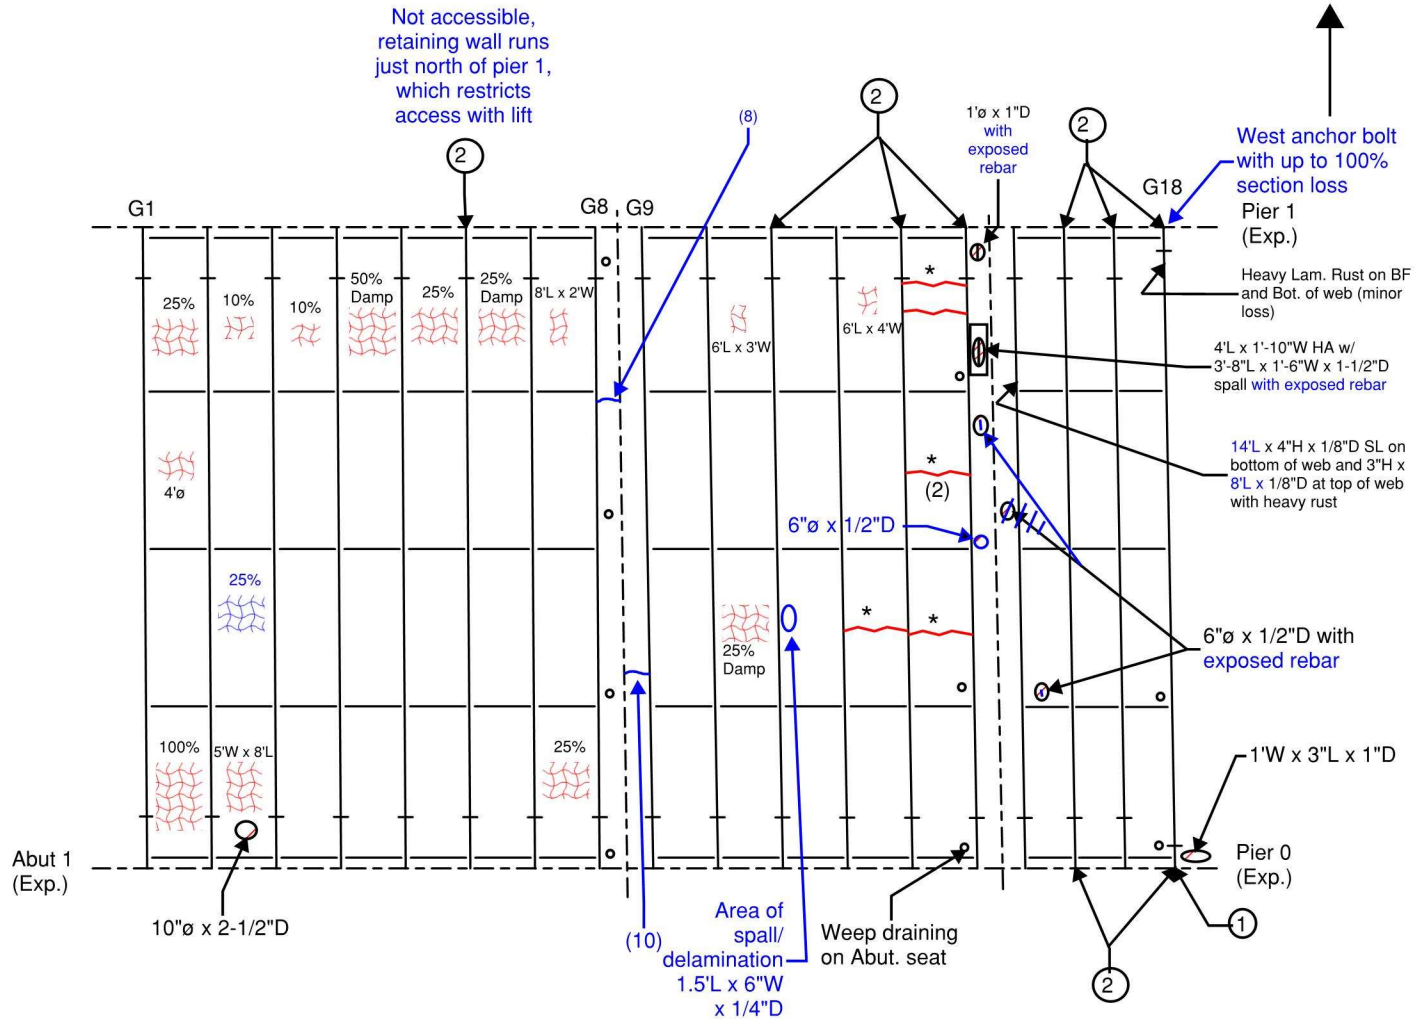 Not accessible,
retaining wall runs
just north of pier 1,
which restricts
access with lift
2
(8)
2
1'ø x 1"D
with
exposed
rebar
2
West anchor bolt
with up to 100%
section loss
G1
G8
G9
G18
Pier 1
(Exp.)
25%
10%
10%
50%
Damp
25%
25%
Damp
8'L x 2'W
6'L x 3'W
6'L x 4'W
*
Heavy Lam. Rust on BF
and Bot. of web (minor
loss)
4'L x 1'-10"W HA w/
3'-8"L x 1'-6"W x 1-1/2"D
spall with exposed rebar
4'ø
*
(2)
14'L x 4"H x 1/8"D SL on
bottom of web and 3"H x
8'L x 1/8"D at top of web
with heavy rust
6"ø x 1/2"D
25%
25%
Damp
*
*
6"ø x 1/2"D with
exposed rebar
100%
5'W x 8'L
25%
1'W x 3"L x 1"D
Abut 1
(Exp.)
Pier 0
(Exp.)
10"ø x 2-1/2"D
(10)
Area of
spall/
delamination
1.5'L x 6"W
x 1/4"D
Weep draining
on Abut. seat
1
2